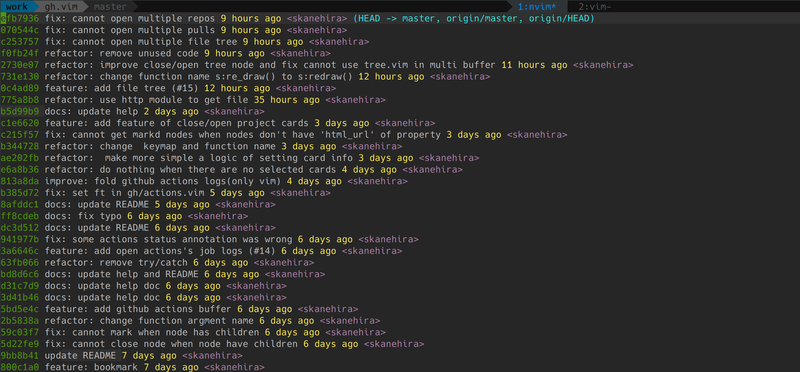 work gh.vim master 1:nvim* 2:vim-
6fb7936 fix: cannot open multiple repos 9 hours ago <skanehira> (HEAD -> master, origin/master, origin/HEAD)
070544c fix: cannot open multiple pulls 9 hours ago <skanehira>
c253757 fix: cannot open multiple file tree 9 hours ago <skanehira>
f0fb24f refactor: remove unused code 9 hours ago <skanehira>
2730e07 refactor: improve close/open tree node and fix cannot use tree.vim in multi buffer 11 hours ago <skanehira>
731e130 refactor: change function name s:re_draw() to s:redraw() 12 hours ago <skanehira>
0c4ad89 feature: add file tree (#15) 12 hours ago <skanehira>
775a8b8 refactor: use http module to get file 35 hours ago <skanehira>
b5d99b9 docs: update help 2 days ago <skanehira>
c1e6620 feature: add feature of close/open project cards 3 days ago <skanehira>
c215f57 fix: cannot get markd nodes when nodes don't have 'html_url' of property 3 days ago <skanehira>
b344728 refactor: change  keymap and function name 3 days ago <skanehira>
ae202fb refactor:  make more simple a logic of setting card info 3 days ago <skanehira>
e6a8b36 refactor: do nothing when there are no selected cards 4 days ago <skanehira>
813a8da improve: fold github actions logs(only vim) 4 days ago <skanehira>
b385d72 fix: set ft in gh/actions.vim 5 days ago <skanehira>
8afddc1 docs: update README 5 days ago <skanehira>
ff8cdeb docs: fix typo 6 days ago <skanehira>
dc3d512 docs: update README 6 days ago <skanehira>
941977b fix: some actions status annotation was wrong 6 days ago <skanehira>
3a6646c feature: add open actions's job logs (#14) 6 days ago <skanehira>
63fb066 refactor: remove try/catch 6 days ago <skanehira>
bd8d6c6 docs: update help and README 6 days ago <skanehira>
d31c7d9 docs: update help doc 6 days ago <skanehira>
3d41b46 docs: update help doc 6 days ago <skanehira>
5bd5e4c feature: add github actions buffer 6 days ago <skanehira>
2b5838a refactor: change function argment name 6 days ago <skanehira>
59c03f7 fix: cannot mark when node has children 6 days ago <skanehira>
5d22fe9 fix: cannot close node when node have children 6 days ago <skanehira>
9bb8b41 update README 7 days ago <skanehira>
800c1a0 feature: bookmark 7 days ago <skanehira>